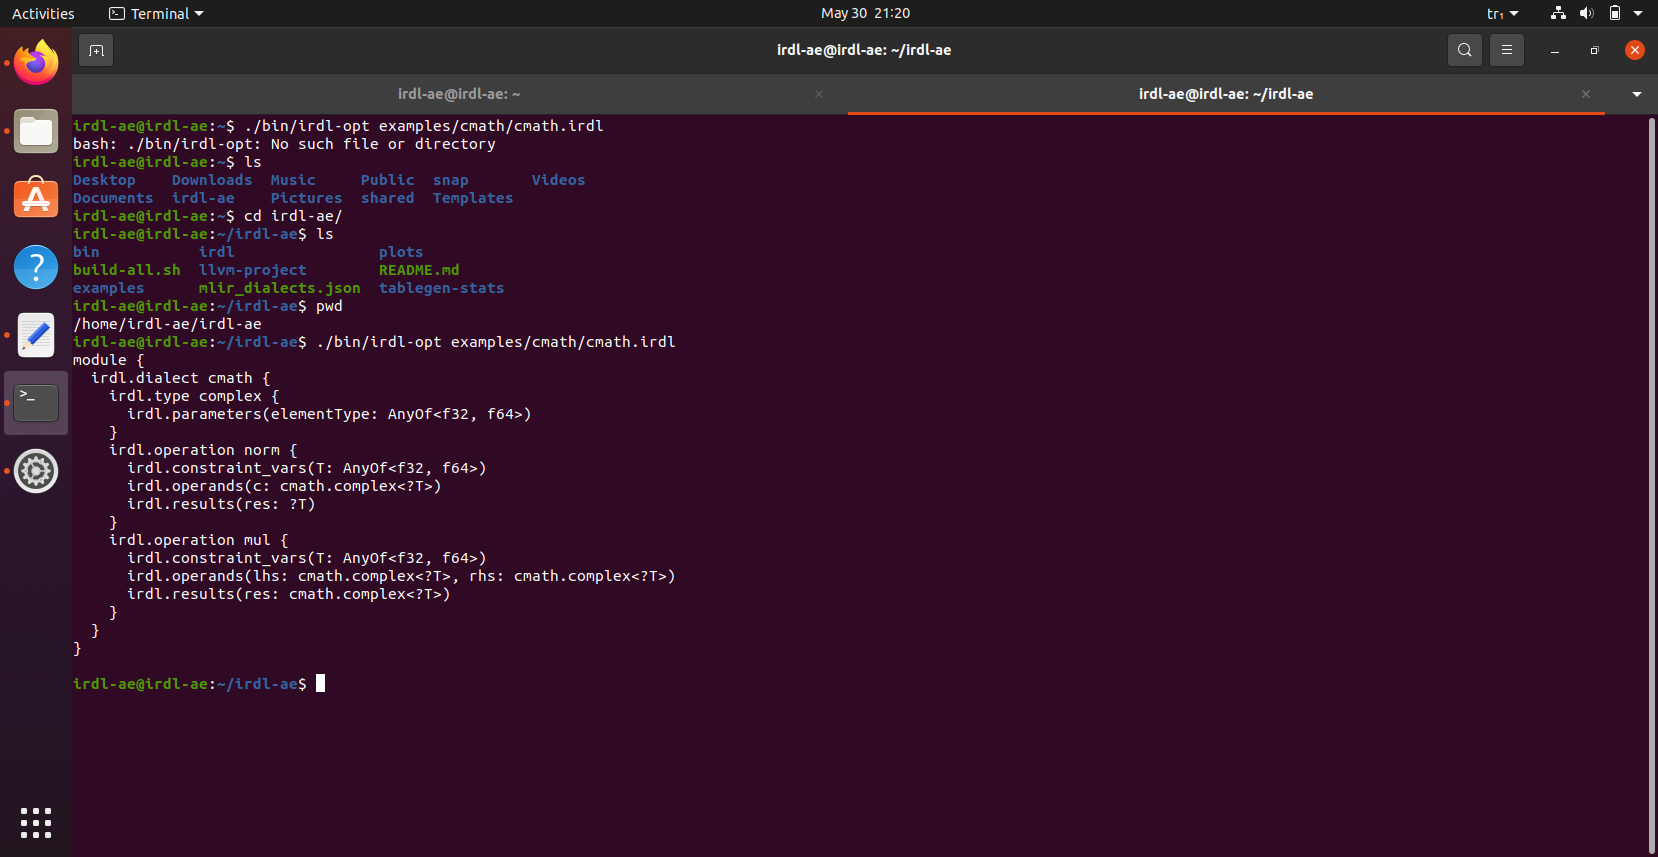 Activities Terminal May 30 21:20 tr₁
irdl-ae@irdl-ae: ~/irdl-ae
irdl-ae@irdl-ae: ~ irdl-ae@irdl-ae: ~/irdl-ae
irdl-ae@irdl-ae:~$ ./bin/irdl-opt examples/cmath/cmath.irdl
bash: ./bin/irdl-opt: No such file or directory
irdl-ae@irdl-ae:~$ ls
Desktop    Downloads  Music     Public  snap       Videos
Documents  irdl-ae    Pictures  shared  Templates
irdl-ae@irdl-ae:~$ cd irdl-ae/
irdl-ae@irdl-ae:~/irdl-ae$ ls
bin           irdl                plots
build-all.sh  llvm-project        README.md
examples      mlir_dialects.json  tablegen-stats
irdl-ae@irdl-ae:~/irdl-ae$ pwd
/home/irdl-ae/irdl-ae
irdl-ae@irdl-ae:~/irdl-ae$ ./bin/irdl-opt examples/cmath/cmath.irdl
module {
  irdl.dialect cmath {
    irdl.type complex {
      irdl.parameters(elementType: AnyOf<f32, f64>)
    }
    irdl.operation norm {
      irdl.constraint_vars(T: AnyOf<f32, f64>)
      irdl.operands(c: cmath.complex<?T>)
      irdl.results(res: ?T)
    }
    irdl.operation mul {
      irdl.constraint_vars(T: AnyOf<f32, f64>)
      irdl.operands(lhs: cmath.complex<?T>, rhs: cmath.complex<?T>)
      irdl.results(res: cmath.complex<?T>)
    }
  }
}
irdl-ae@irdl-ae:~/irdl-ae$